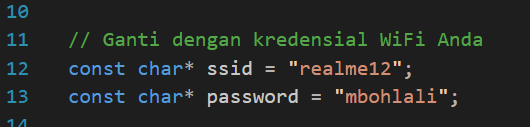 10
11 // Ganti dengan kredensial WiFi Anda
12 const char* ssid = "realme12";
13 const char* password = "mbohlali";
14